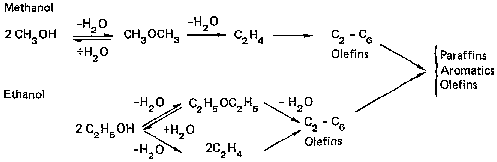 Methanol
-H₂O -H₂O
2 CH₃OH CH₃OCH₃ C₂H₄ C₂ - C₆
÷H₂O Olefins
Paraffins
Aromatics
Olefins
Ethanol
-H₂O C₂H₅OC₂H₅ - H₂O
2 C₂H₅OH +H₂O C₂ - C₆
-H₂O 2C₂H₄ Olefins